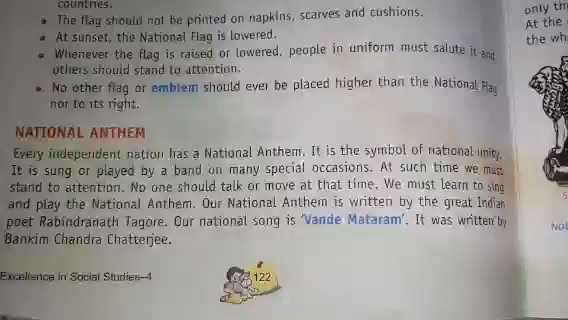 countries.
The flag should not be printed on napkins, scarves and cushions.
At sunset, the National Flag is lowered.
Whenever the flag is raised or lowered, people in uniform must salute it and
others should stand to attention.
No other flag or emblem should ever be placed higher than the National Flag
nor to its right.
NATIONAL ANTHEM
Every independent nation has a National Anthem. It is the symbol of national unity.
It is sung or played by a band on many special occasions. At such time we must
stand to attention. No one should talk or move at that time. We must learn to sing
and play the National Anthem. Our National Anthem is written by the great Indian
poet Rabindranath Tagore. Our national song is 'Vande Mataram'. It was written by
Bankim Chandra Chatterjee.
Excellence in Social Studies–4
122
only
At the
the